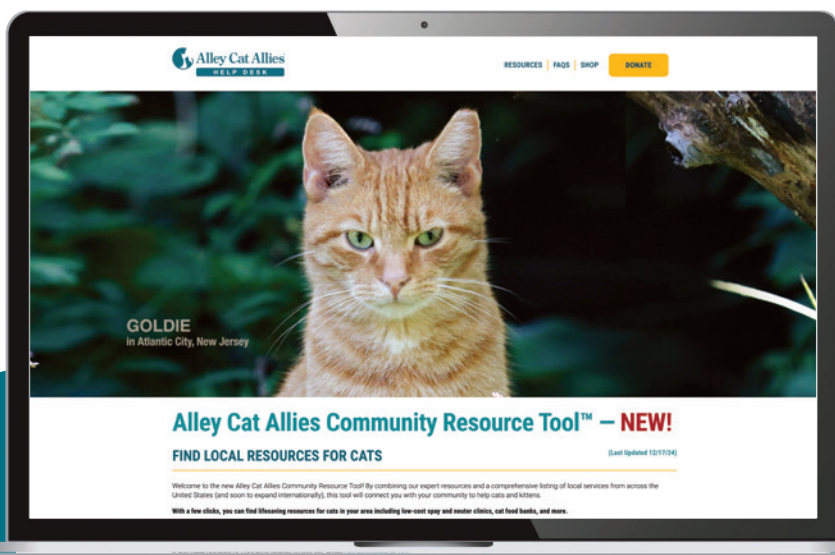 Alley Cat Allies
HELP DESK
RESOURCES FAQS SHOP DONATE
GOLDIE
in Atlantic City, New Jersey
Alley Cat Allies Community Resource Tool™ — NEW!
FIND LOCAL RESOURCES FOR CATS
(Last Updated 12/17/24)
Welcome to the new Alley Cat Allies Community Resource Tool! By combining our expert resources and a comprehensive listing of local services from across the
United States (and soon to expand internationally), this tool will connect you with your community to help cats and kittens.
With a few clicks, you can find lifesaving resources for cats in your area including low-cost spay and neuter clinics, cat food banks, and more.